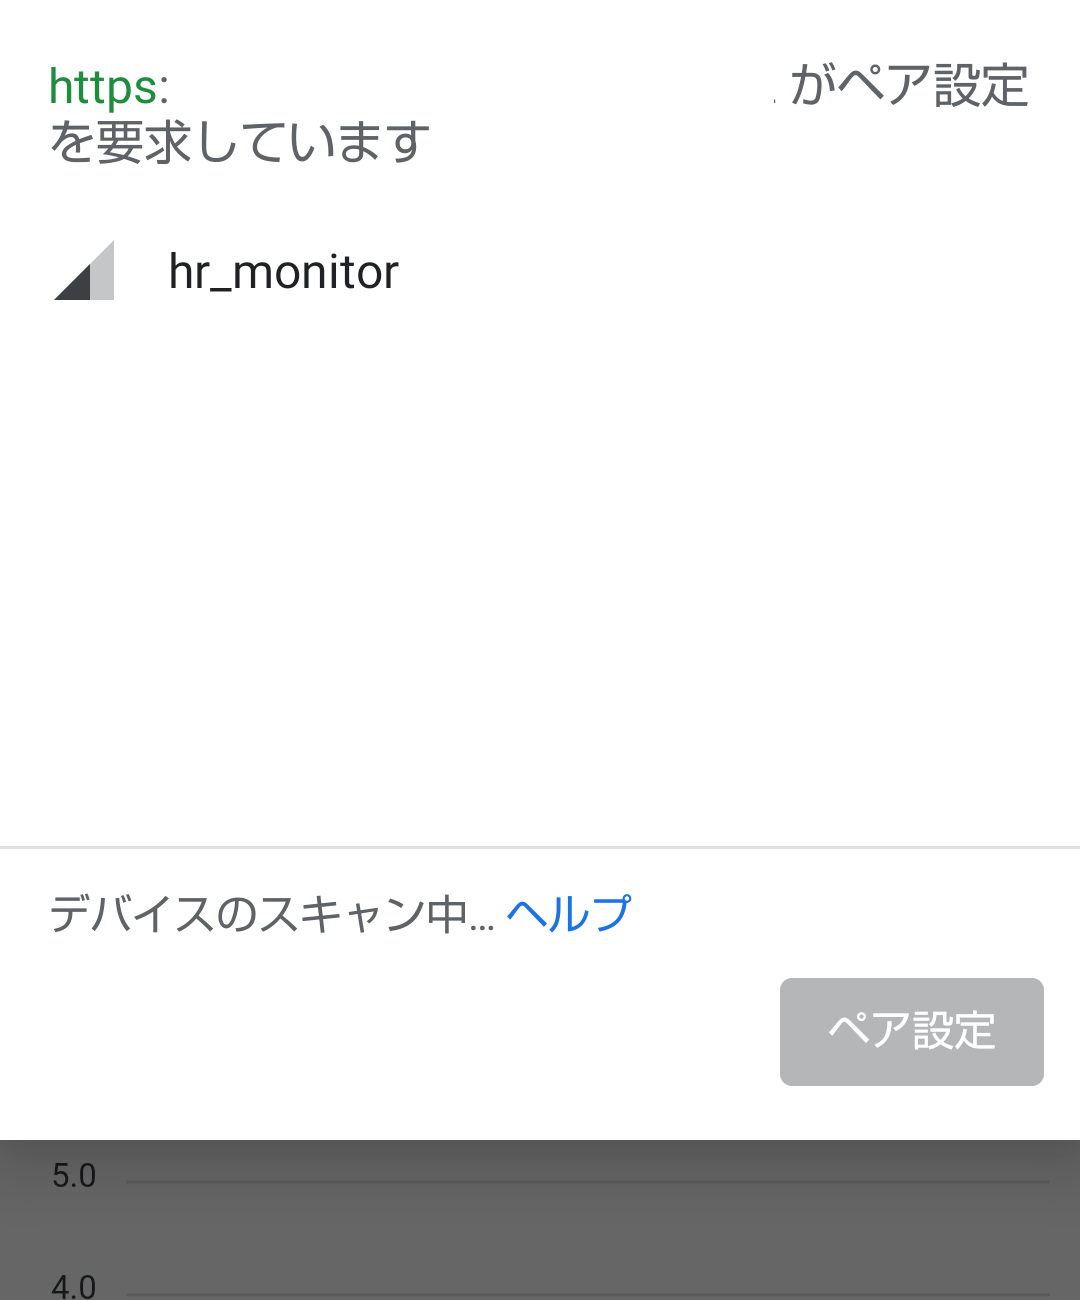 https: がペア設定
を要求しています
hr_monitor
デバイスのスキャン中... ヘルプ
ペア設定
5.0
4.0